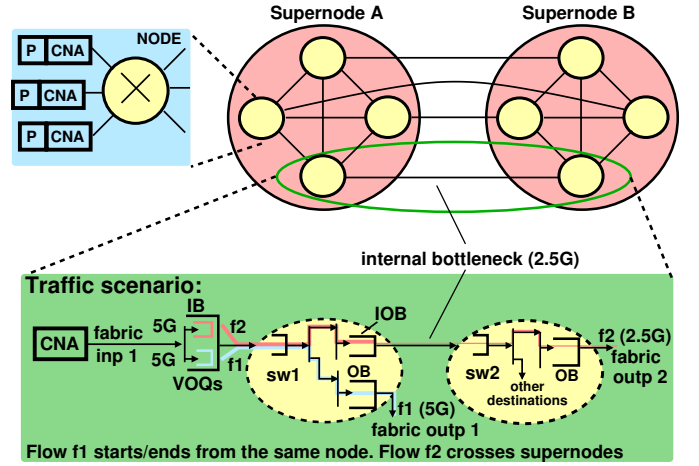 Supernode A
Supernode B
NODE
P CNA
P CNA
P CNA
internal bottleneck (2.5G)
Traffic scenario:
IB
IOB
CNA
fabric
inp 1
5G
5G
f2
f1
VOQs
sw1
OB
f1 (5G)
fabric outp 1
sw2
other
destinations
OB
f2 (2.5G)
fabric
outp 2
Flow f1 starts/ends from the same node. Flow f2 crosses supernodes